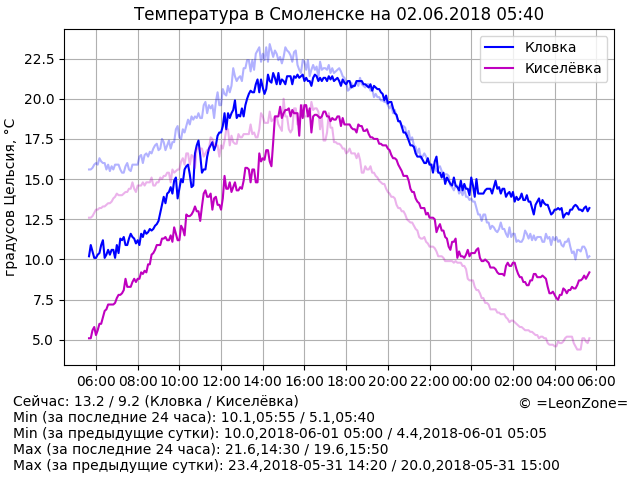 Температура в Смоленске на 02.06.2018 05:40
градусов Цельсия, °C
22.5
20.0
17.5
15.0
12.5
10.0
7.5
5.0
Кловка
Киселёвка
06:00 08:00 10:00 12:00 14:00 16:00 18:00 20:00 22:00 00:00 02:00 04:00 06:00
Сейчас: 13.2 / 9.2 (Кловка / Киселёвка)
© =LeonZone=
Min (за последние 24 часа): 10.1,05:55 / 5.1,05:40
Min (за предыдущие сутки): 10.0,2018-06-01 05:00 / 4.4,2018-06-01 05:05
Max (за последние 24 часа): 21.6,14:30 / 19.6,15:50
Max (за предыдущие сутки): 23.4,2018-05-31 14:20 / 20.0,2018-05-31 15:00